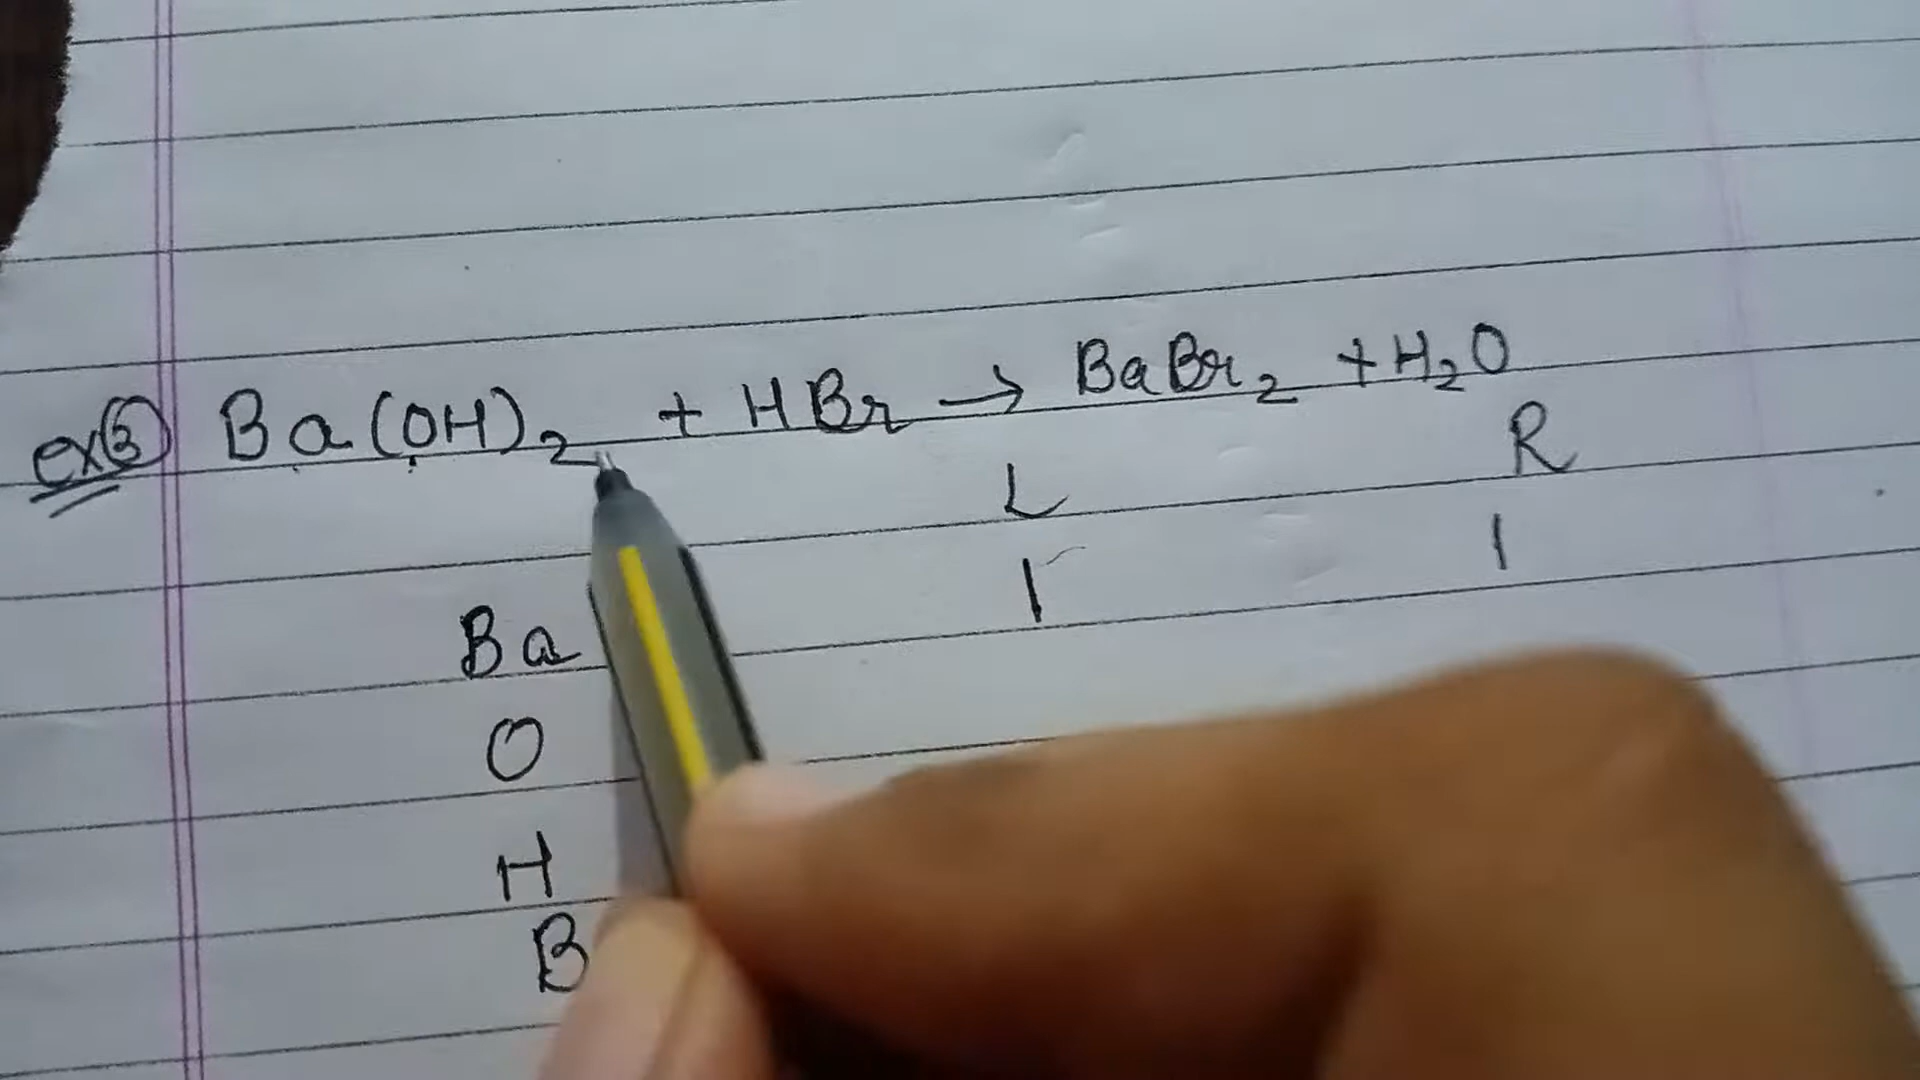 ex③ Ba(OH)₂ + HBr → BaBr₂ + H₂O
L R
Ba 1 1
O
H
B